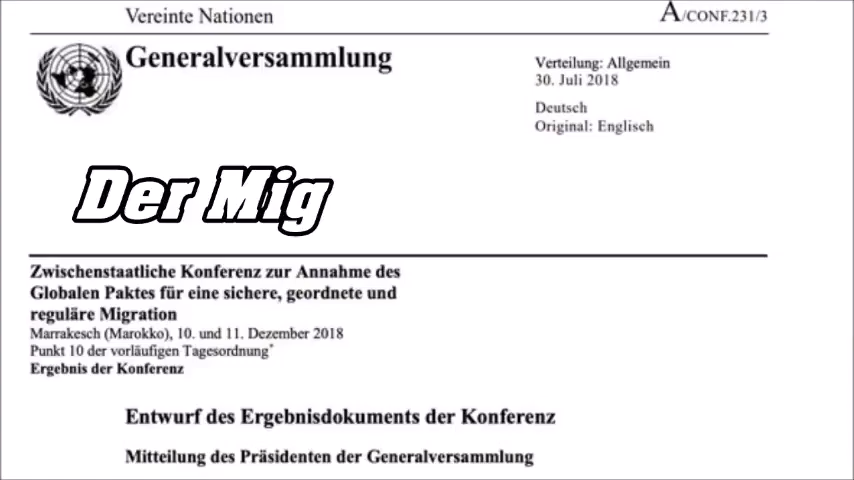 Vereinte Nationen
A/CONF.231/3
Generalversammlung
Verteilung: Allgemein
30. Juli 2018
Deutsch
Original: Englisch
Der Mig
Zwischenstaatliche Konferenz zur Annahme des
Globalen Paktes für eine sichere, geordnete und
reguläre Migration
Marrakesch (Marokko), 10. und 11. Dezember 2018
Punkt 10 der vorläufigen Tagesordnung*
Ergebnis der Konferenz
Entwurf des Ergebnisdokuments der Konferenz
Mitteilung des Präsidenten der Generalversammlung